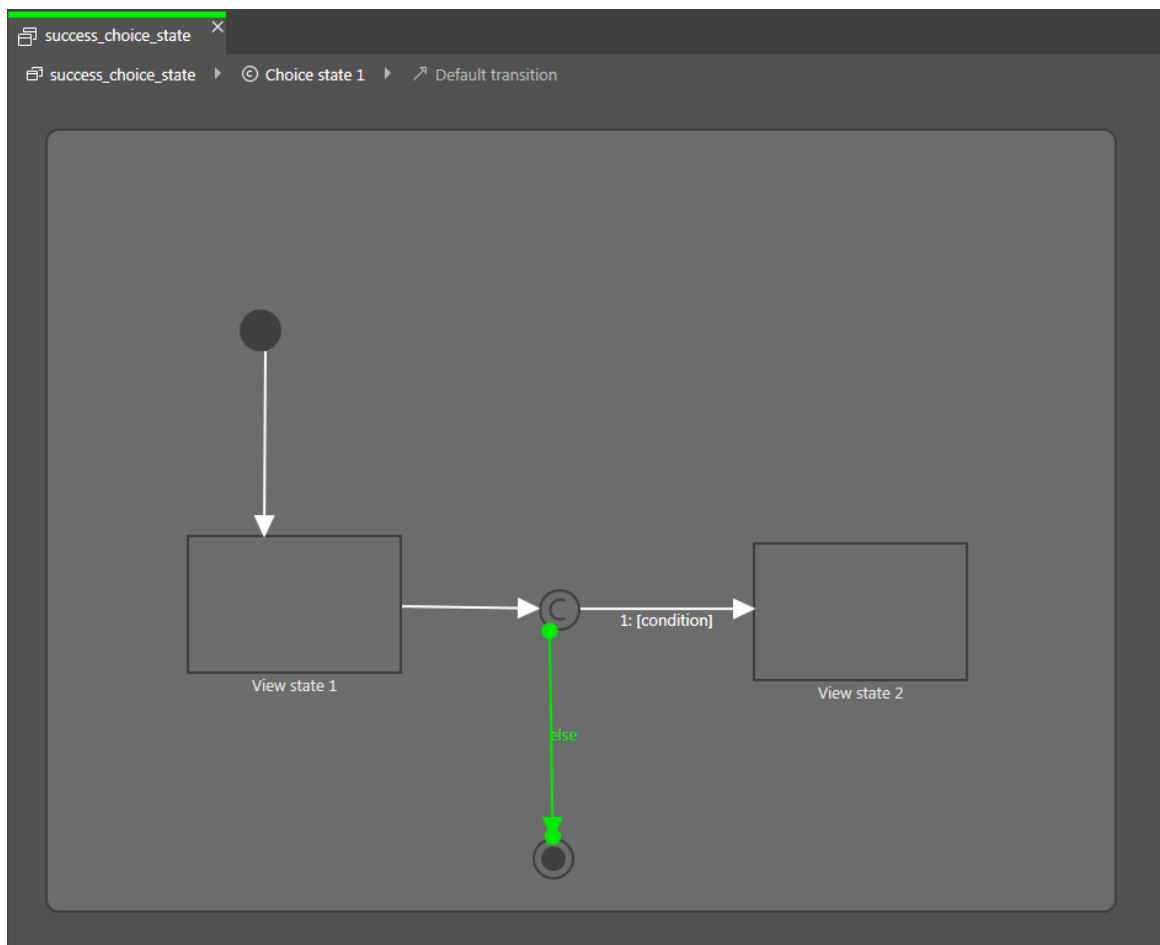 success_choice_state
success_choice_state Choice state 1 Default transition
1: [condition]
View state 1
View state 2
else